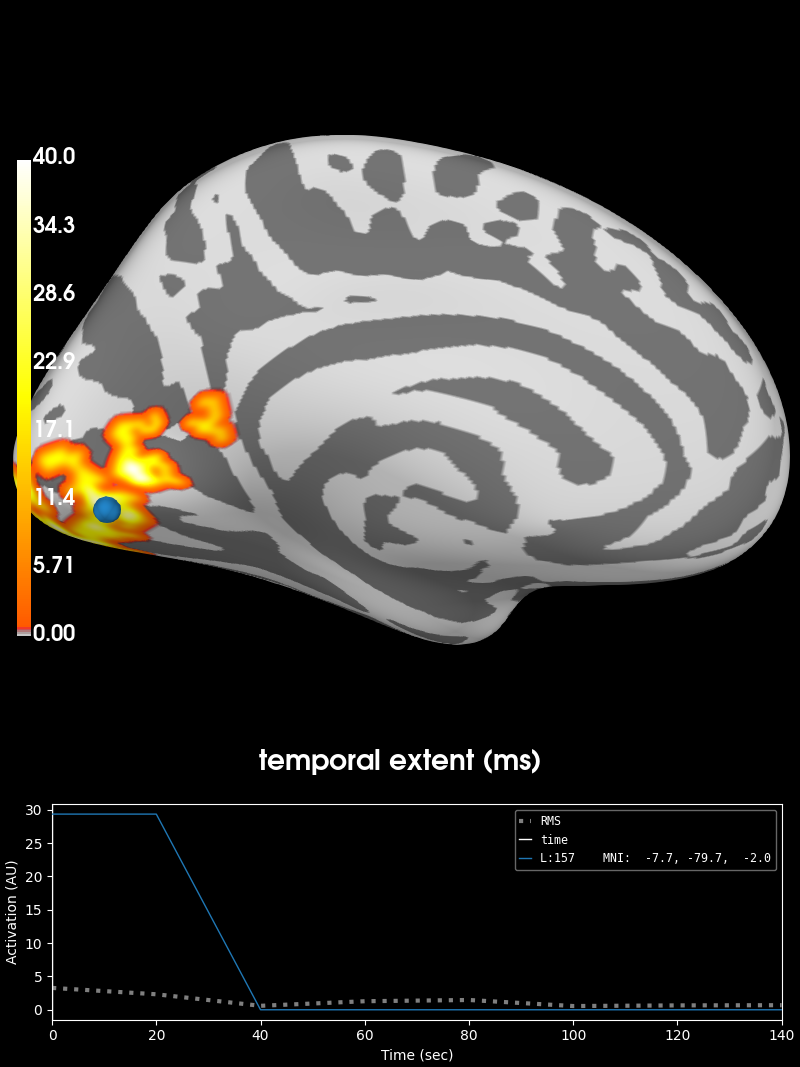 40.0
34.3
28.6
22.9
17.1
11.4
5.71
0.00
temporal extent (ms)
30
25
20
15
10
5
0
Activation (AU)
RMS
time
L:157 MNI: -7.7, -79.7, -2.0
0 20 40 60 80 100 120 140
Time (sec)